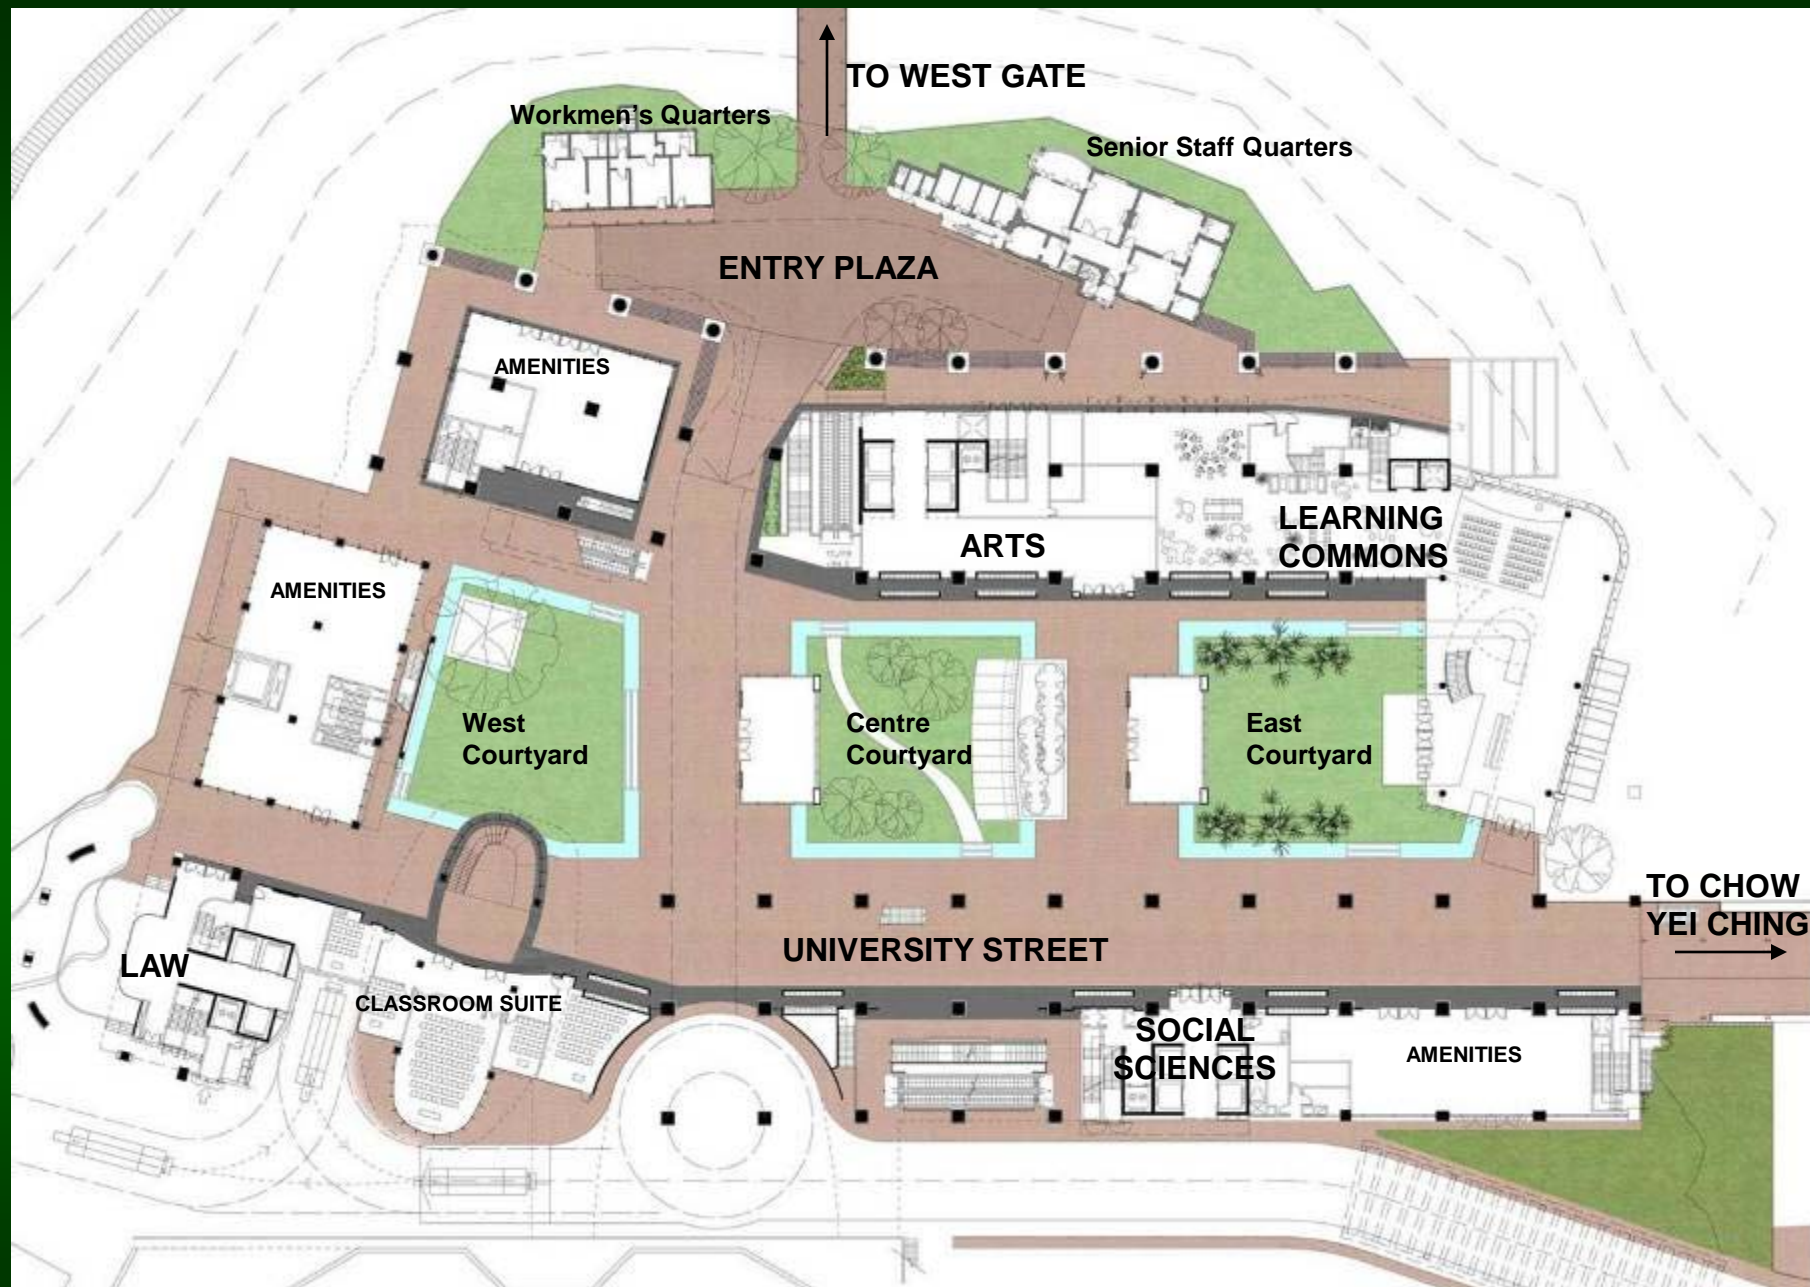 TO WEST GATE
Workmen's Quarters
Senior Staff Quarters
ENTRY PLAZA
AMENITIES
ARTS
LEARNING
COMMONS
AMENITIES
West
Courtyard
Centre
Courtyard
East
Courtyard
TO CHOW
YEI CHING
UNIVERSITY STREET
LAW
CLASSROOM SUITE
SOCIAL
SCIENCES
AMENITIES